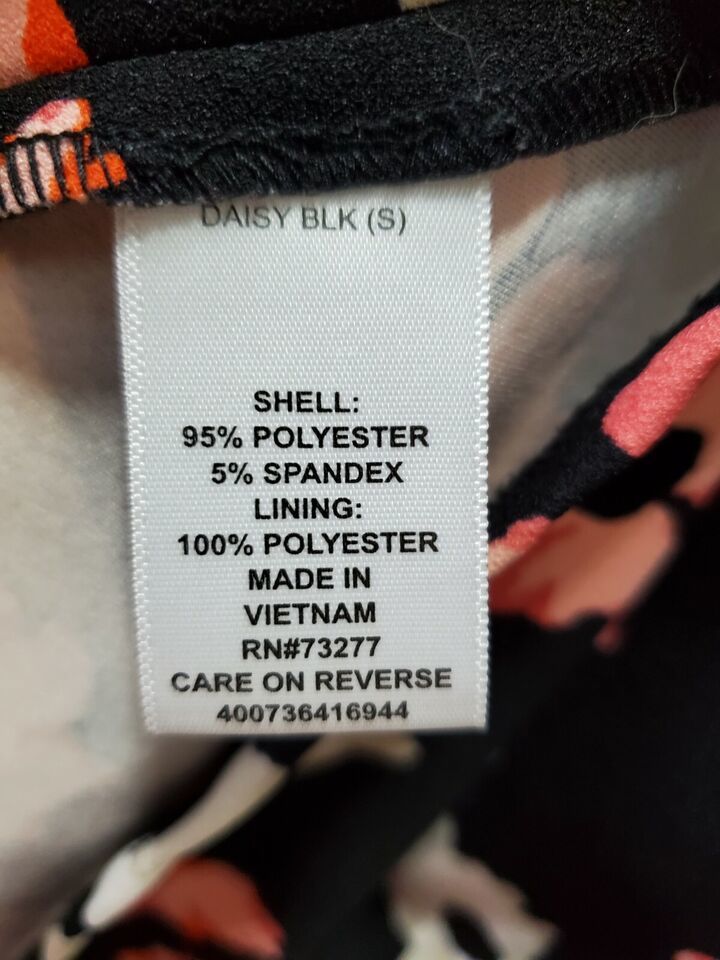 DAISY BLK (S)
SHELL:
95% POLYESTER
5% SPANDEX
LINING:
100% POLYESTER
MADE IN
VIETNAM
RN#73277
CARE ON REVERSE
400736416944